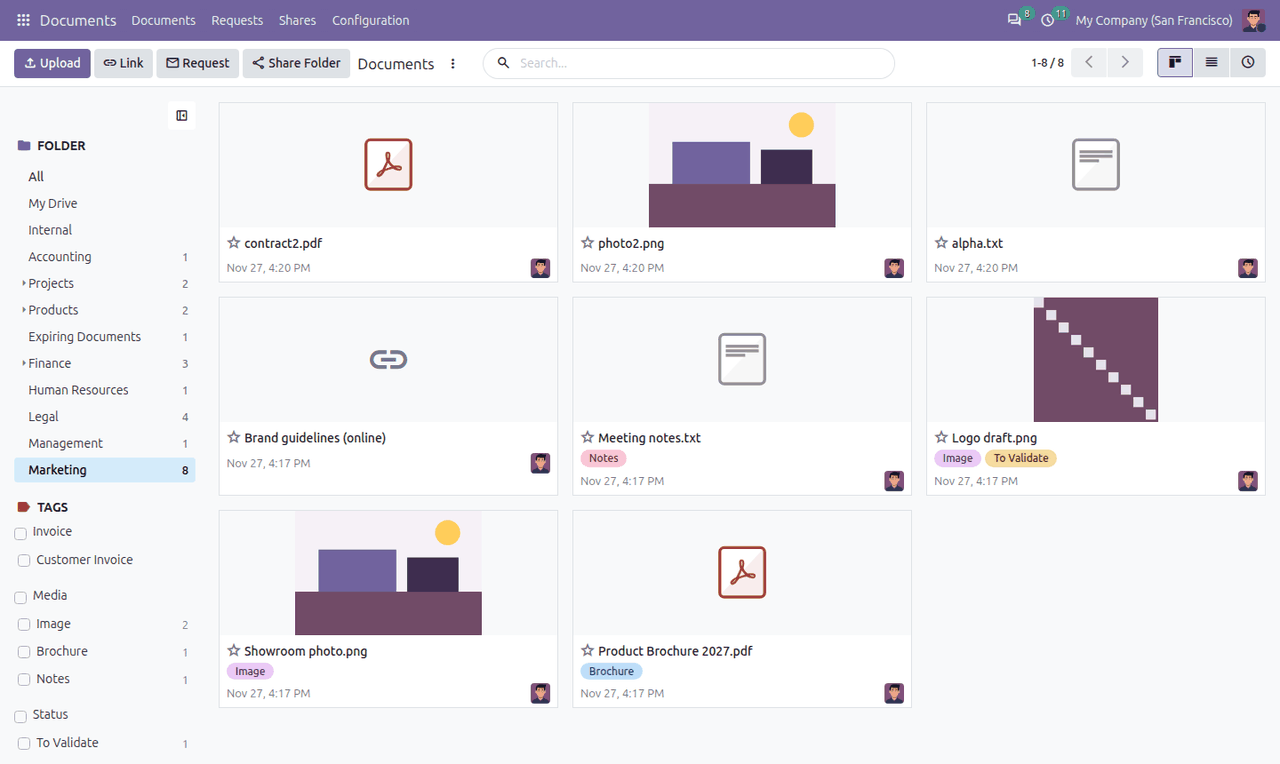 Documents Documents Requests Shares Configuration 8 11 My Company (San Francisco)
Upload Link Request Share Folder Documents Search... 1-8 / 8
FOLDER
All
My Drive
Internal
Accounting 1
Projects 2
Products 2
Expiring Documents 1
Finance 3
Human Resources 1
Legal 4
Management 1
Marketing 8
TAGS
Invoice
Customer Invoice
Media
Image 2
Brochure 1
Notes 1
Status
To Validate 1
contract2.pdf
Nov 27, 4:20 PM
photo2.png
Nov 27, 4:20 PM
alpha.txt
Nov 27, 4:20 PM
Brand guidelines (online)
Nov 27, 4:17 PM
Meeting notes.txt
Notes
Nov 27, 4:17 PM
Logo draft.png
Image To Validate
Nov 27, 4:17 PM
Showroom photo.png
Image
Nov 27, 4:17 PM
Product Brochure 2027.pdf
Brochure
Nov 27, 4:17 PM